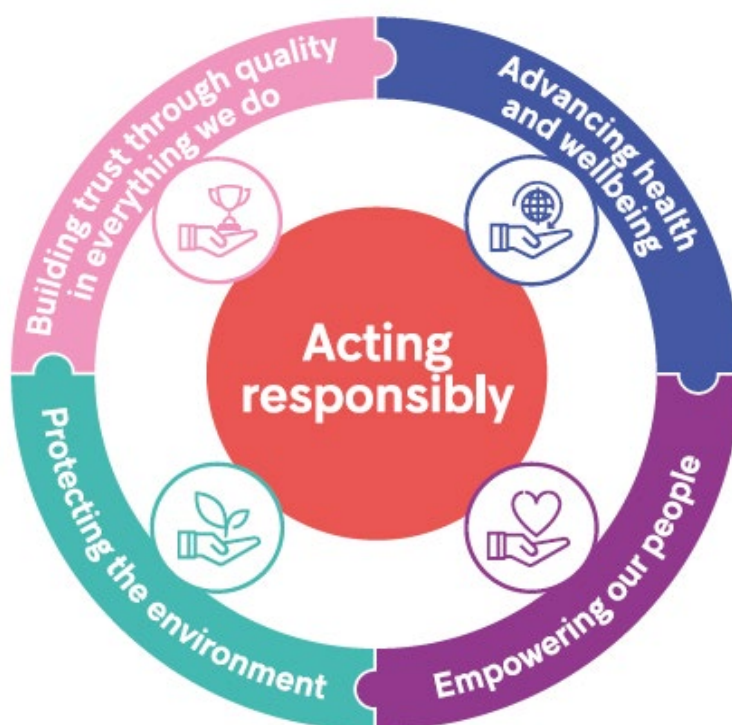 Building trust through quality
in everything we do
Advancing health
and wellbeing
Acting
responsibly
Protecting the environment
Empowering our people